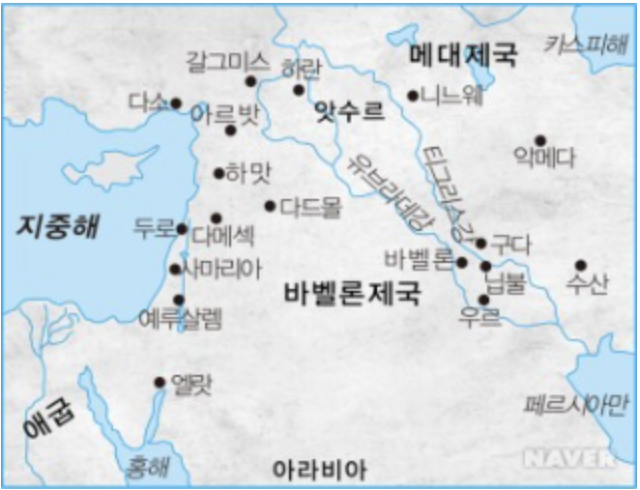 메대제국
카스피해
갈그미스
하란
다소
아르밧
앗수르
니느웨
악메다
하맛
유브라데강
티그리스강
다드몰
지중해
두로
다메섹
구다
바벨론
사마리아
닙불
수산
바벨론제국
예루살렘
우르
엘랏
애굽
페르시아만
홍해
아라비아
NAVER